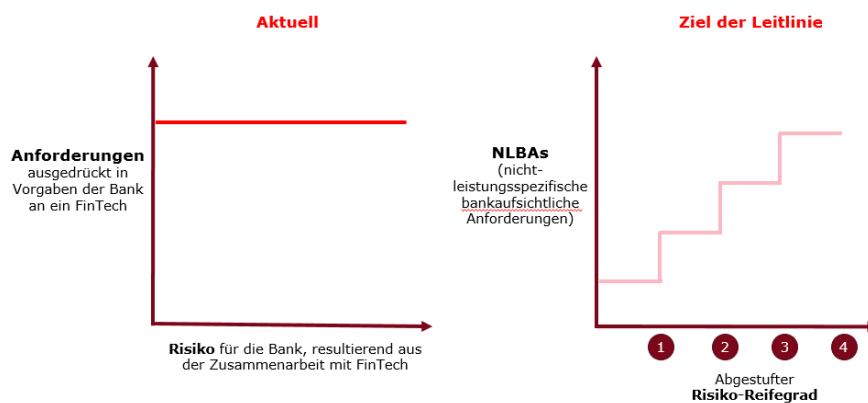 Aktuell
Anforderungen
ausgedrückt in
Vorgaben der Bank
an ein FinTech
Risiko für die Bank, resultierend aus
der Zusammenarbeit mit FinTech
Ziel der Leitlinie
NLBAs
(nicht-
leistungsspezifische
bankaufsichtliche
Anforderungen)
1
2
3
4
Abgestufter
Risiko-Reifegrad